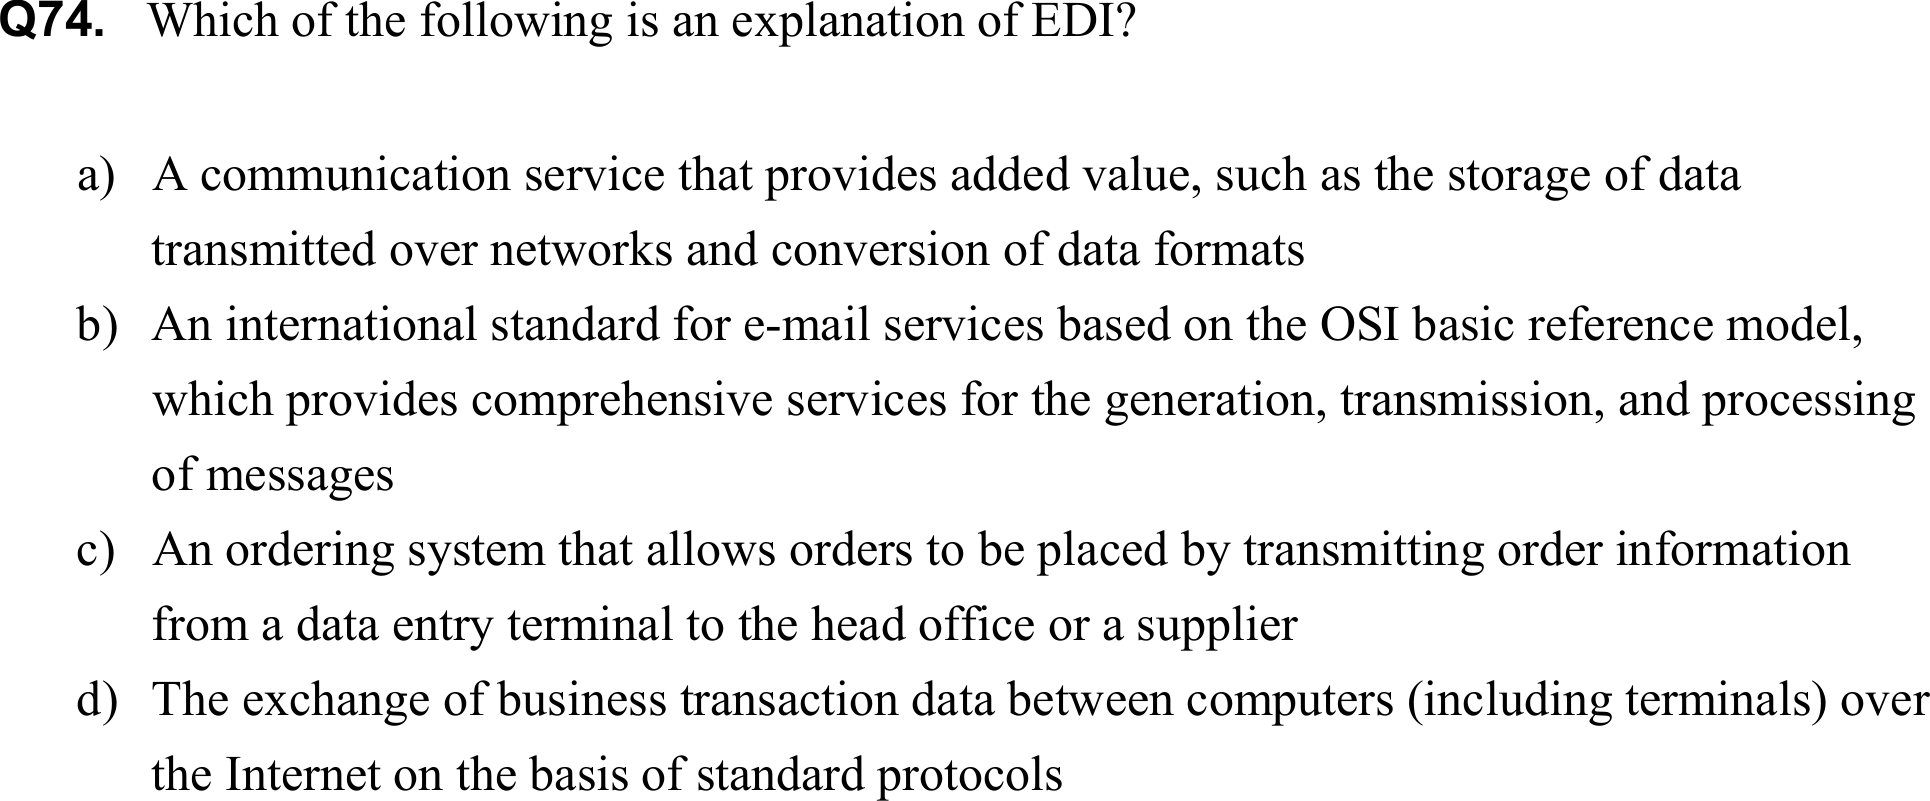 Q74. Which of the following is an explanation of EDI?
a) A communication service that provides added value, such as the storage of data
transmitted over networks and conversion of data formats
b) An international standard for e-mail services based on the OSI basic reference model,
which provides comprehensive services for the generation, transmission, and processing
of messages
c) An ordering system that allows orders to be placed by transmitting order information
from a data entry terminal to the head office or a supplier
d) The exchange of business transaction data between computers (including terminals) over
the Internet on the basis of standard protocols